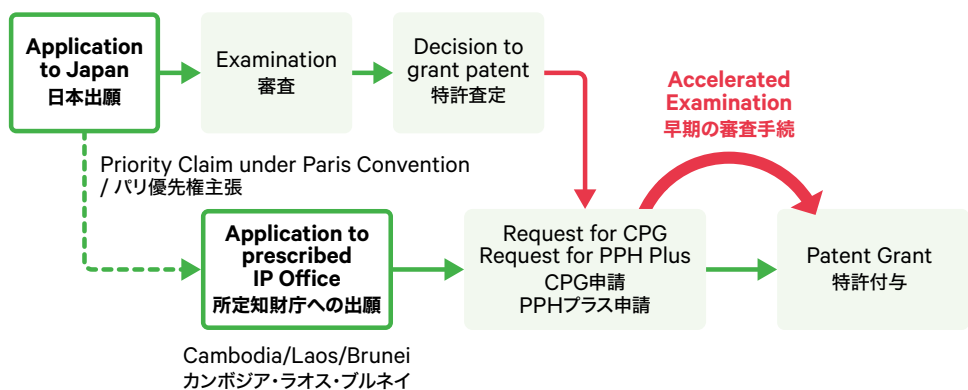 Application
to Japan
日本出願
Examination
審査
Decision to
grant patent
特許査定
Accelerated
Examination
早期の審査手続
Priority Claim under Paris Convention
/ パリ優先権主張
Application to
prescribed
IP Office
所定知財庁への出願
Request for CPG
Request for PPH Plus
CPG申請
PPHプラス申請
Patent Grant
特許付与
Cambodia/Laos/Brunei
カンボジア・ラオス・ブルネイ